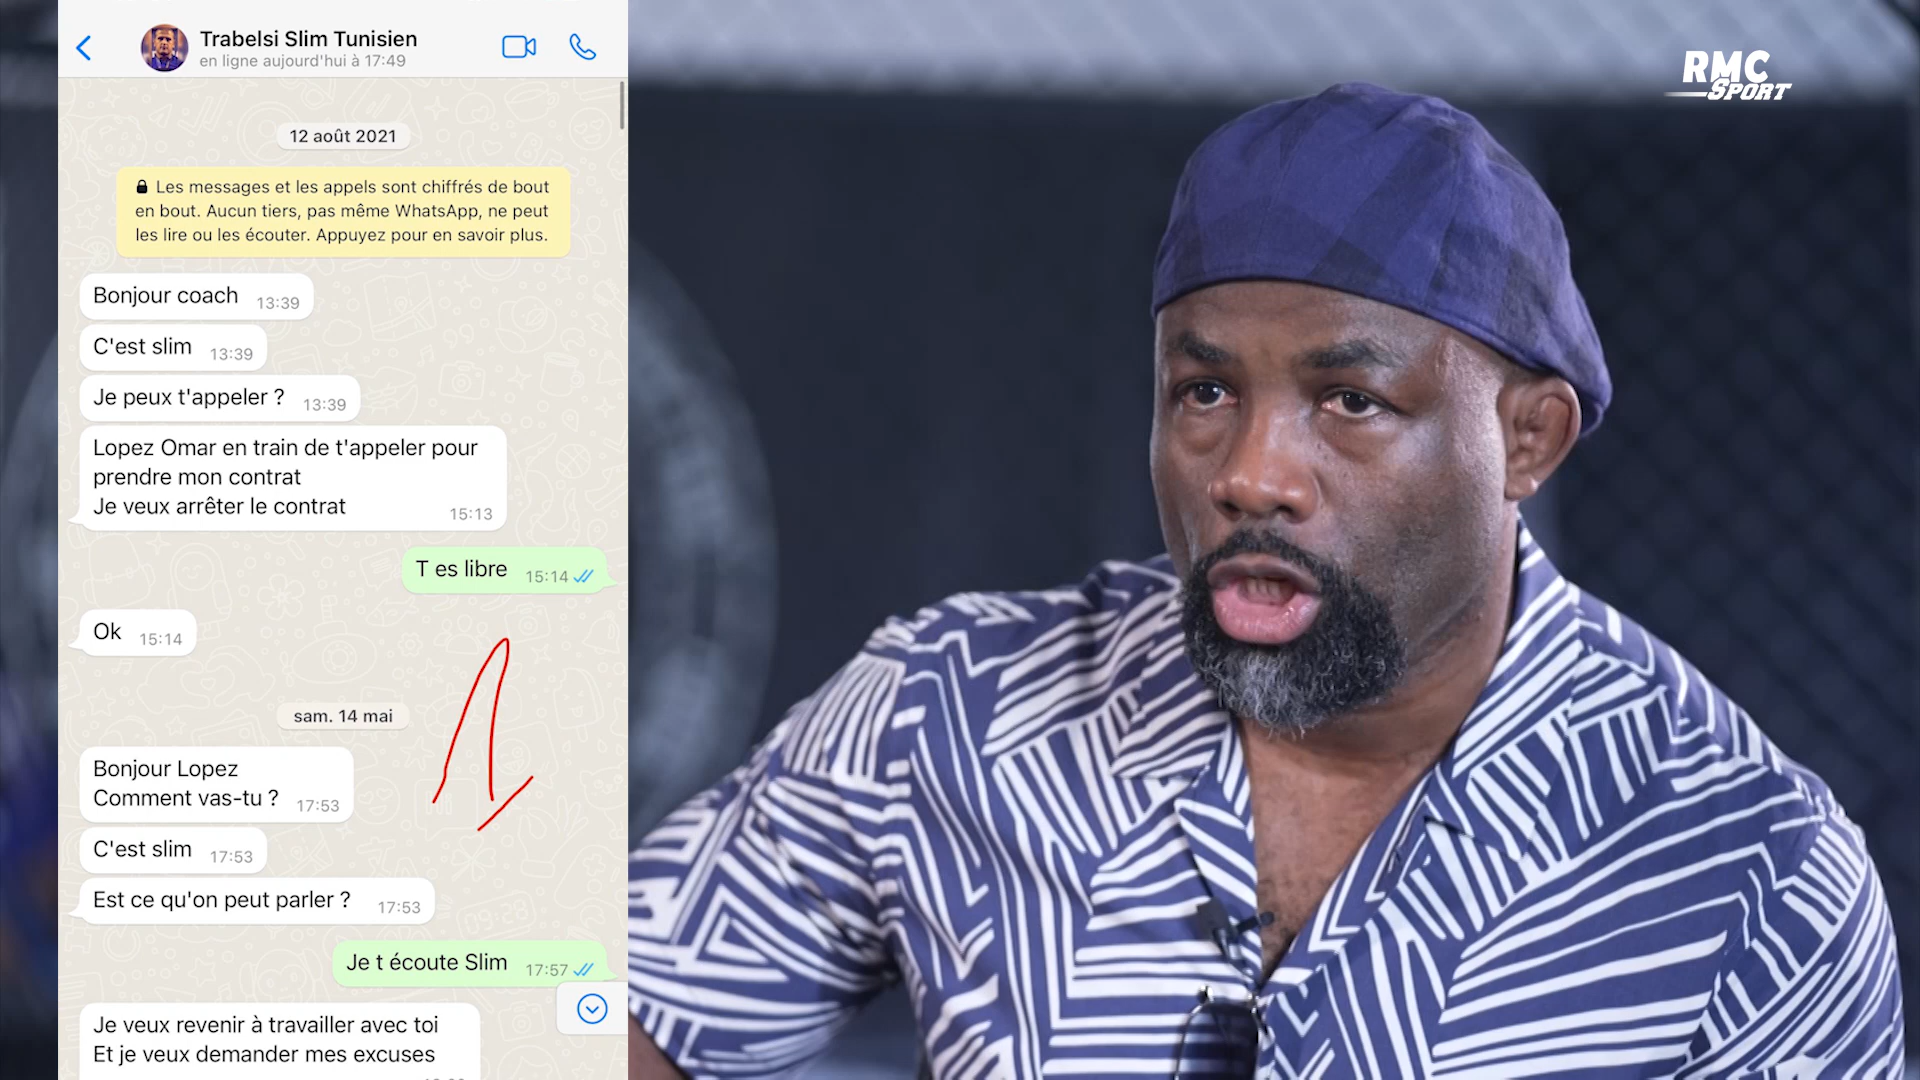 Trabelsi Slim Tunisien
en ligne aujourd'hui à 17:49
12 août 2021
Les messages et les appels sont chiffrés de bout
en bout. Aucun tiers, pas même WhatsApp, ne peut
les lire ou les écouter. Appuyez pour en savoir plus.
Bonjour coach 13:39
C'est slim 13:39
Je peux t'appeler ? 13:39
Lopez Omar en train de t'appeler pour
prendre mon contrat
Je veux arrêter le contrat 15:13
T es libre 15:14
Ok 15:14
1
sam. 14 mai
Bonjour Lopez
Comment vas-tu ? 17:53
C'est slim 17:53
Est ce qu'on peut parler ? 17:53
Je t écoute Slim 17:57
Je veux revenir à travailler avec toi
Et je veux demander mes excuses
RMC
SPORT